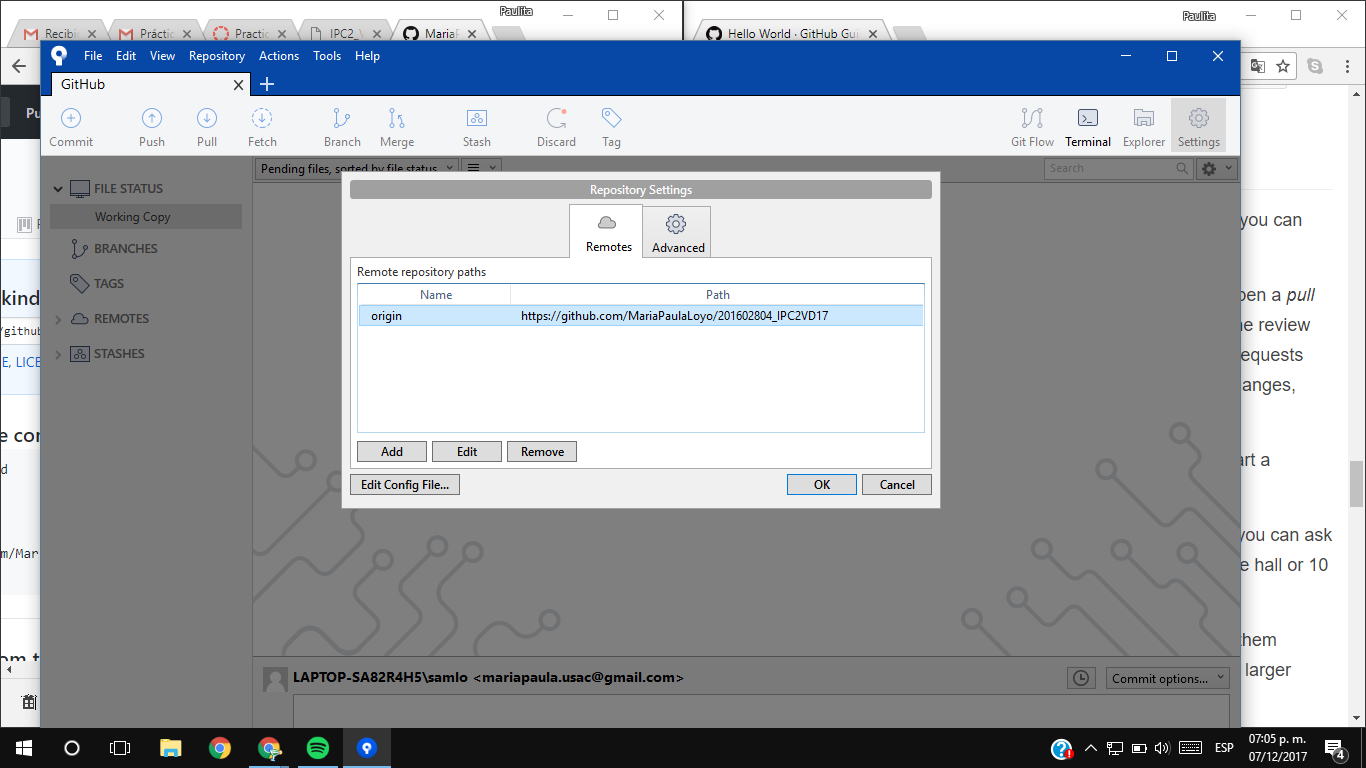 Paulita
Paulita
Recibi
Prácti
Practic
IPC2_
MariaP
Hello World · GitHub Gui
File Edit View Repository Actions Tools Help
GitHub
Commit Push Pull Fetch Branch Merge Stash Discard Tag Git Flow Terminal Explorer Settings
Pending files, sorted by file status
Search
FILE STATUS
Working Copy
BRANCHES
TAGS
REMOTES
STASHES
Repository Settings
Remotes
Advanced
Remote repository paths
Name Path
origin https://github.com/MariaPaulaLoyo/201602804_IPC2VD17
Add Edit Remove
Edit Config File... OK Cancel
Pu
kind
/githu
E, LICE
e co
d
m/Mar
om t
you can
pen a pull
he review
equests
anges,
art a
you can ask
e hall or 10
them
larger
LAPTOP-SA82R4H5\samlo <mariapaula.usac@gmail.com>
Commit options...
ESP
07:05 p. m.
07/12/2017
4